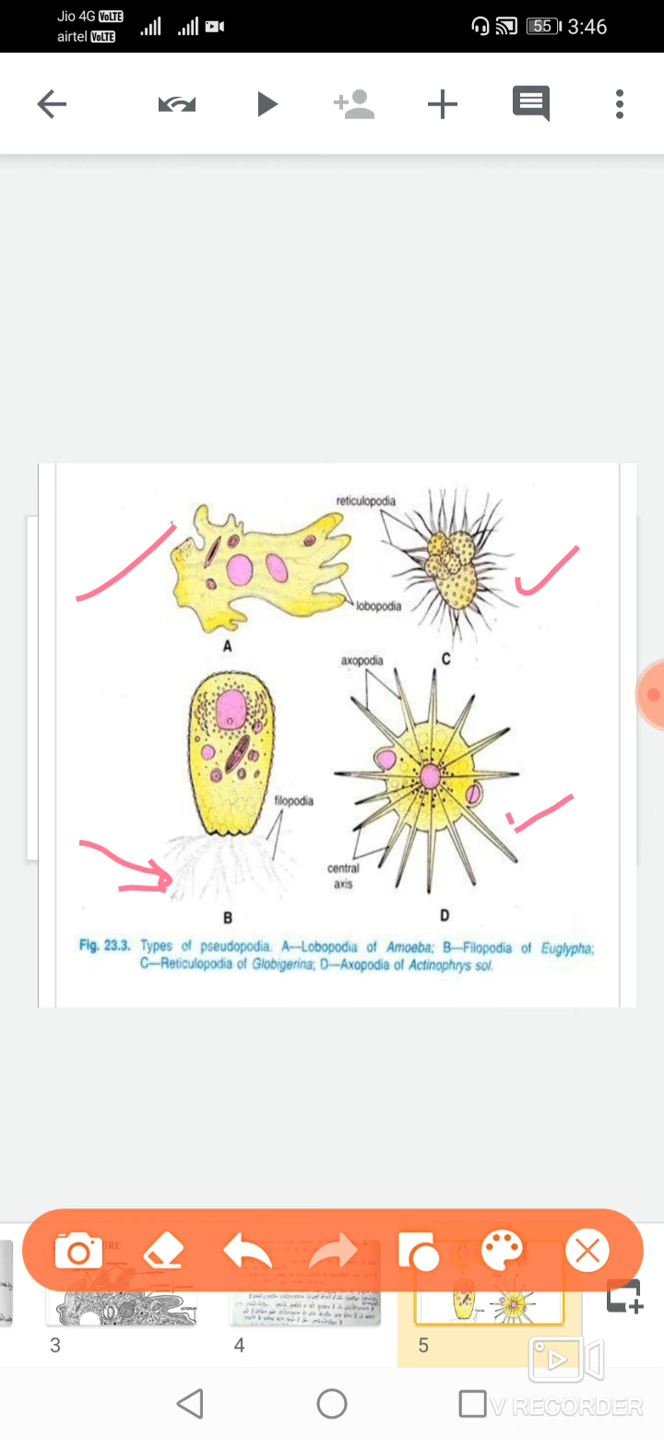 Jio 4G VoLTE
airtel VoLTE
55 3:46
reticulopodia
lobopodia
A
C
axopodia
filopodia
central
axis
B
D
Fig. 23.3. Types of pseudopodia. A—Lobopodia of Amoeba; B—Filopodia of Euglypha;
C—Reticulopodia of Globigerina; D—Axopodia of Actinophrys sol.
3
4
5
V RECORDER